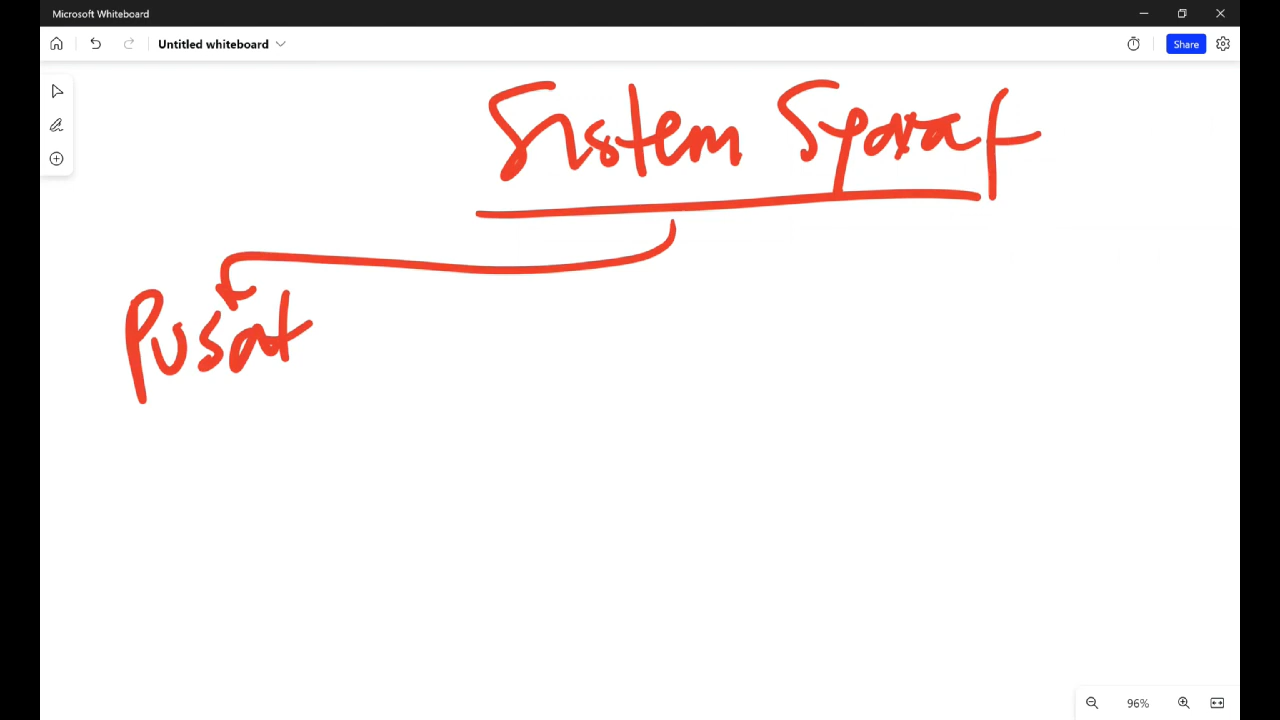 Microsoft Whiteboard
Untitled whiteboard
Share
Sistem Syaraf
Pusat
96%